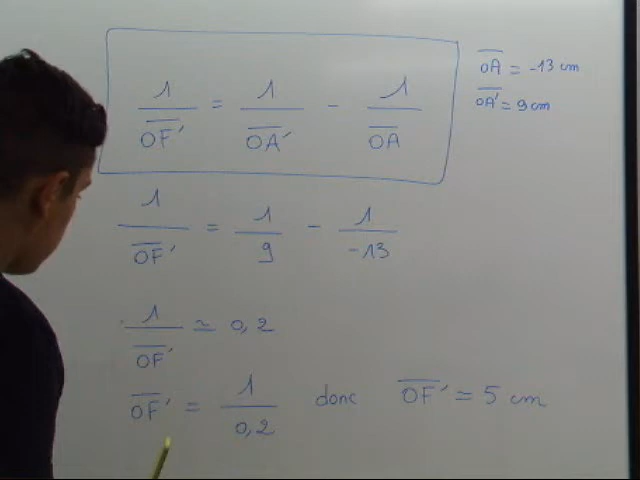 1/OF̅′ = 1/OA̅′ - 1/OA̅
OA̅ = -13 cm
OA̅′ = 9 cm
1/OF̅′ = 1/9 - 1/-13
1/OF̅′ ≃ 0,2
OF̅′ = 1/0,2 donc OF̅′ ≃ 5 cm